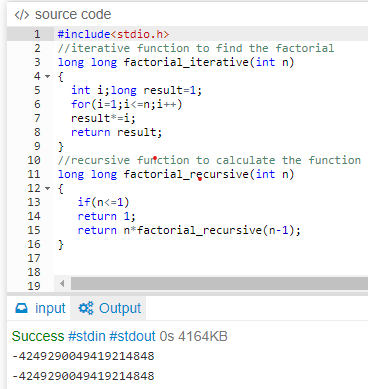 </> source code
1 #include<stdio.h>
2 //iterative function to find the factorial
3 long long factorial_iterative(int n)
4 {
5 int i;long result=1;
6 for(i=1;i<=n;i++)
7 result*=i;
8 return result;
9 }
10 //recursive function to calculate the function
11 long long factorial_recursive(int n)
12 {
13 if(n<=1)
14 return 1;
15 return n*factorial_recursive(n-1);
16 }
17
18
19
input Output
Success #stdin #stdout 0s 4164KB
-4249290049419214848
-4249290049419214848